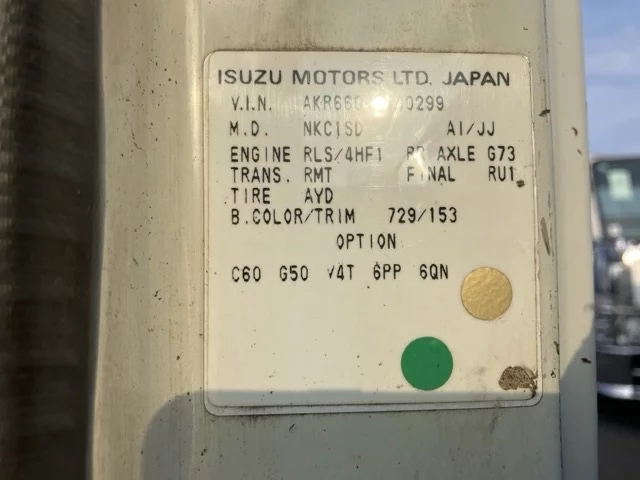 ISUZU MOTORS LTD. JAPAN
V.I.N.
M.D. NKC1SD A1/JJ
ENGINE RLS/4HF1 RR AXLE G73
TRANS. RMT FINAL RU1
TIRE AYD
B.COLOR/TRIM 729/153
OPTION
C60 G50 V4T 6PP 6QN